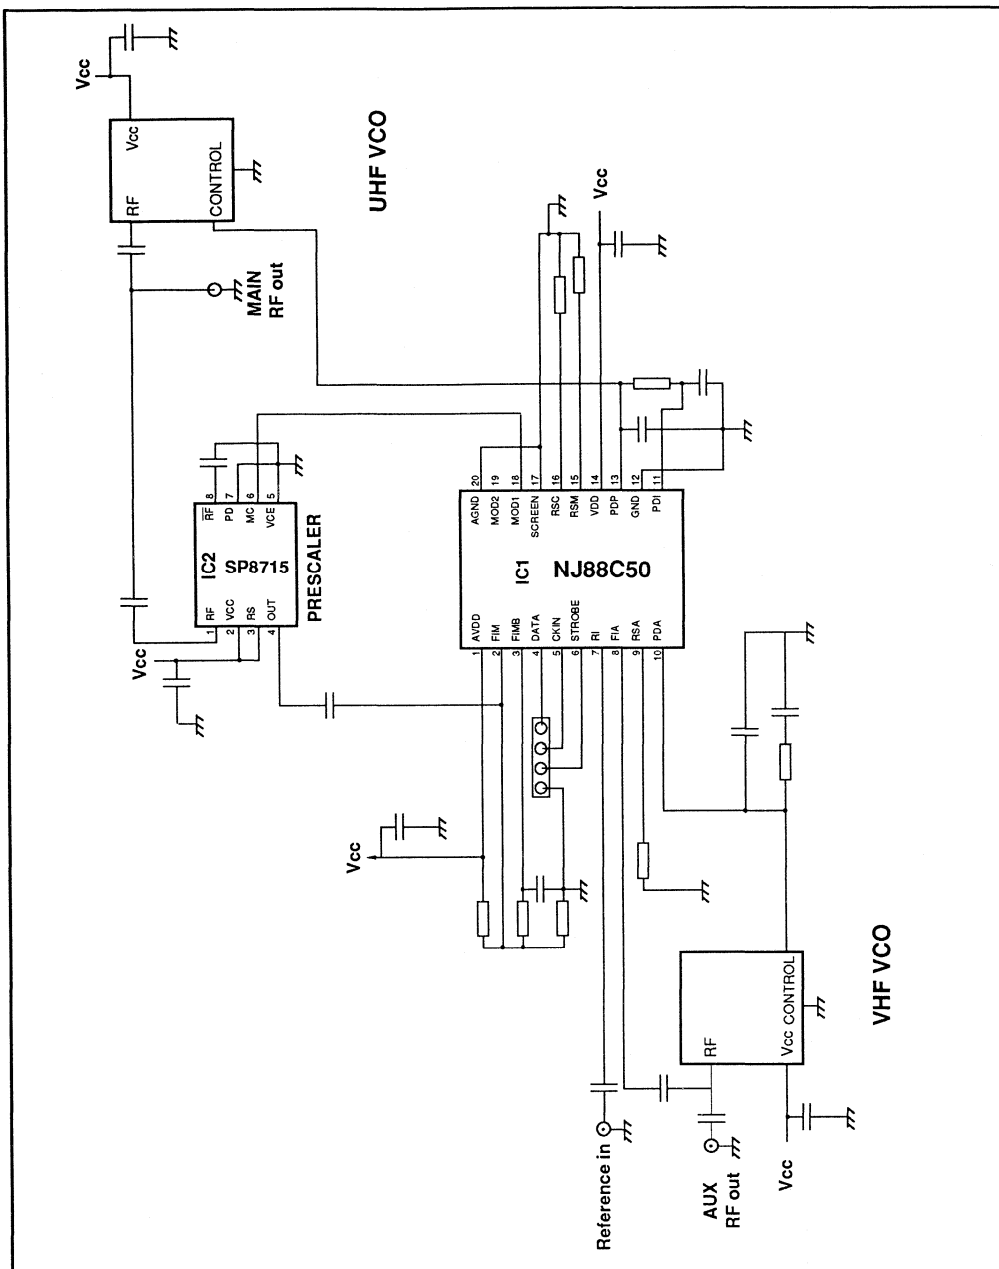 Vcc
Vcc
RF
CONTROL
UHF VCO
MAIN
RF out
8 7 6 5
RF PD MC VCE
IC2 SP8715
RF VCC RS OUT
1 2 3 4
PRESCALER
Vcc
Vcc
20 19 18 17 16 15 14 13 12 11
AGND MOD2 MOD1 SCREEN RSC RSM VDD PDP GND PDI
IC1 NJ88C50
AVDD FIM FIMB DATA CKIN STROBE RI FIA RSA PDA
1 2 3 4 5 6 7 8 9 10
Vcc
Reference in
AUX
RF out
RF
Vcc CONTROL
VHF VCO
Vcc